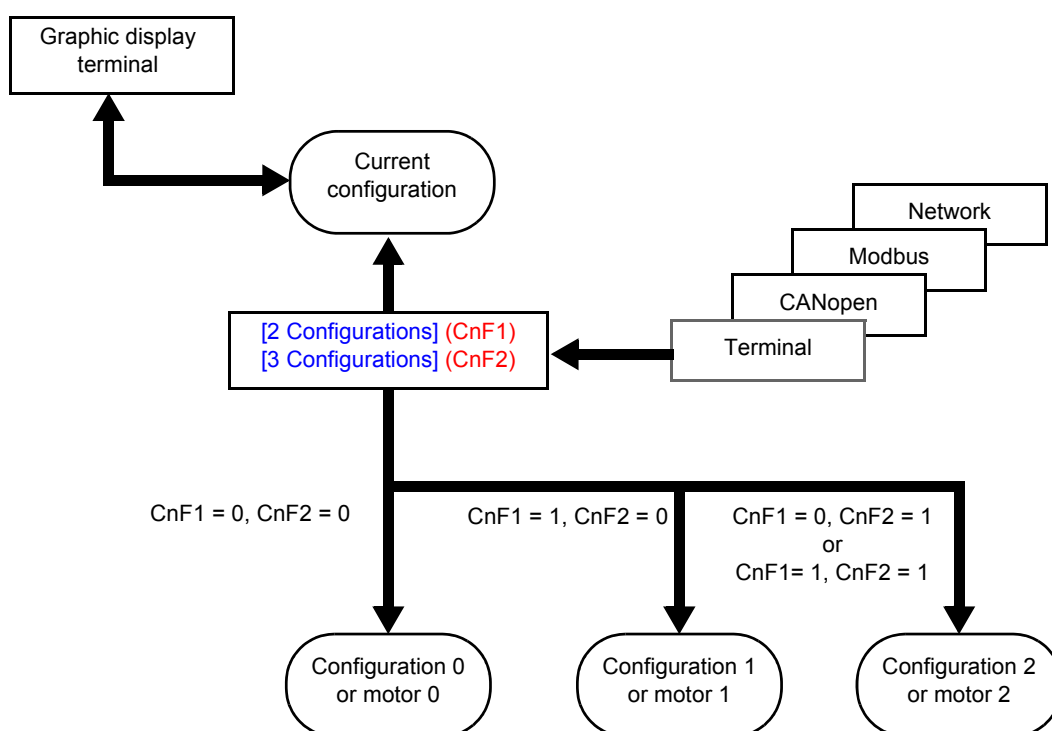 Graphic display
terminal
Current
configuration
Network
Modbus
CANopen
Terminal
[2 Configurations] (CnF1)
[3 Configurations] (CnF2)
CnF1 = 0, CnF2 = 0
CnF1 = 1, CnF2 = 0
CnF1 = 0, CnF2 = 1
or
CnF1= 1, CnF2 = 1
Configuration 0
or motor 0
Configuration 1
or motor 1
Configuration 2
or motor 2